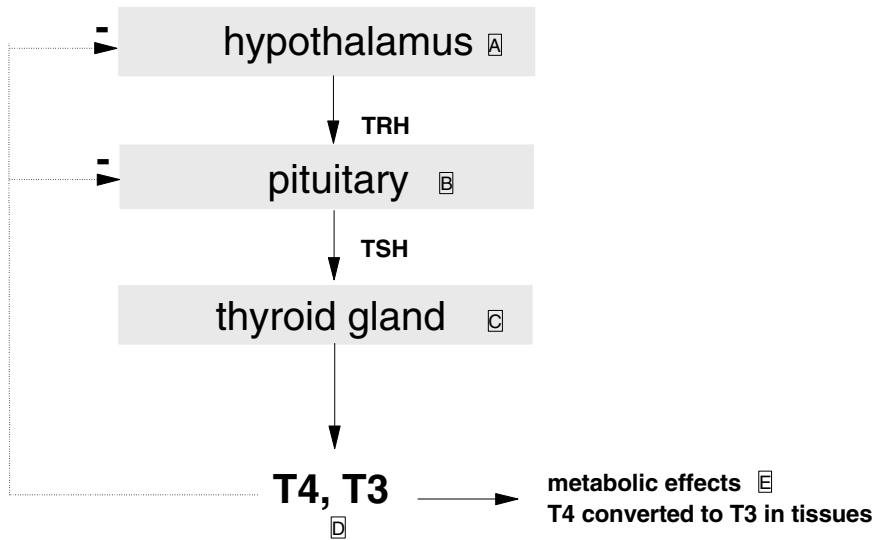 - hypothalamus A
TRH
- pituitary B
TSH
thyroid gland C
T4, T3
D
metabolic effects E
T4 converted to T3 in tissues